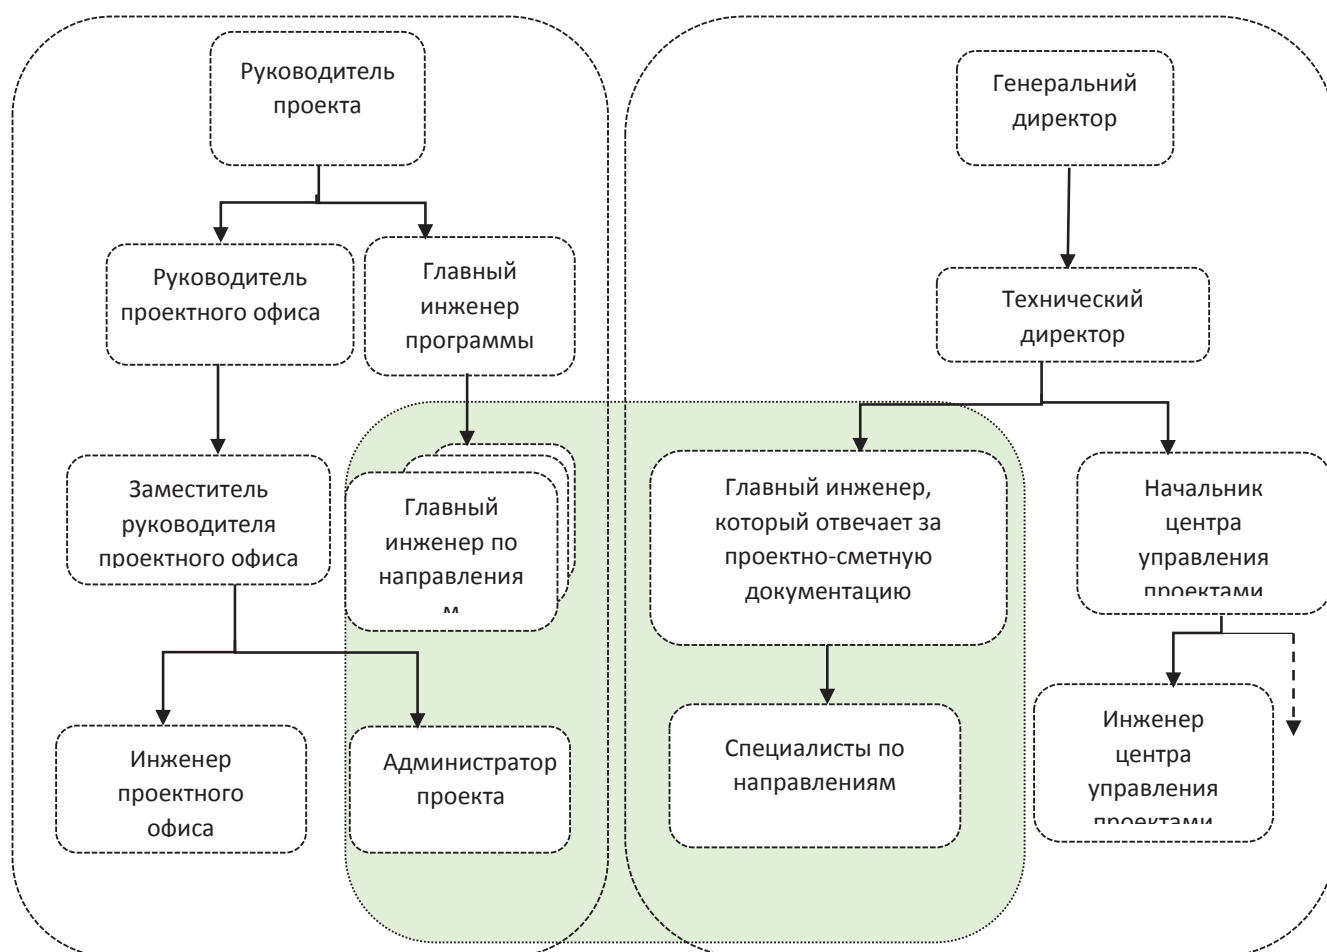 Руководитель
проекта
Руководитель
проектного офиса
Главный
инженер
программы
Заместитель
руководителя
проектного офиса
Главный
инженер по
направления
м
Инженер
проектного
офиса
Администратор
проекта
Генеральний
директор
Технический
директор
Главный инженер,
который отвечает за
проектно-сметную
документацию
Начальник
центра
управления
проектами
Специалисты по
направлениям
Инженер
центра
управления
проектами